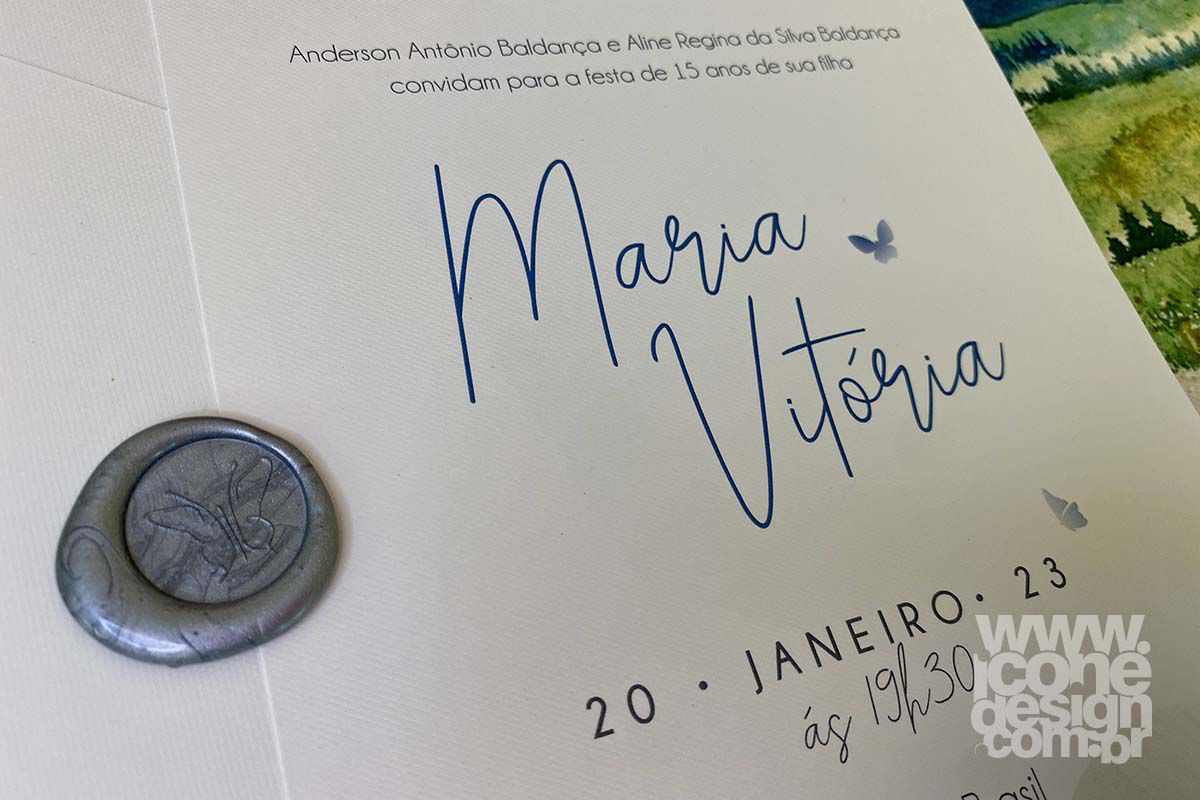 Anderson Antônio Baldança e Aline Regina da Silva Baldança
convidam para a festa de 15 anos de sua filha
Maria
Vitória
20 • JANEIRO • 23
ás 19h30
Brasil
www.
icone
design
.com.br